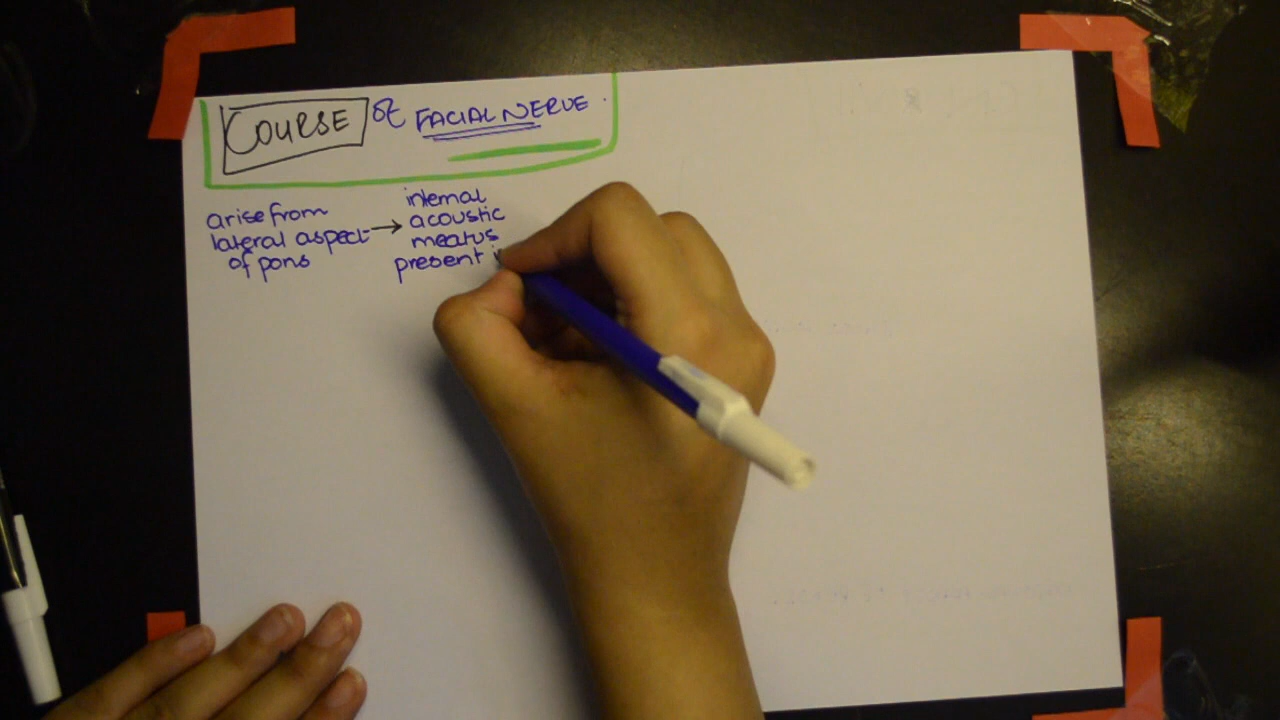 COURSE of FACIAL NERVE.
arise from
lateral aspect
of pons
→ internal
acoustic
meatus
present i